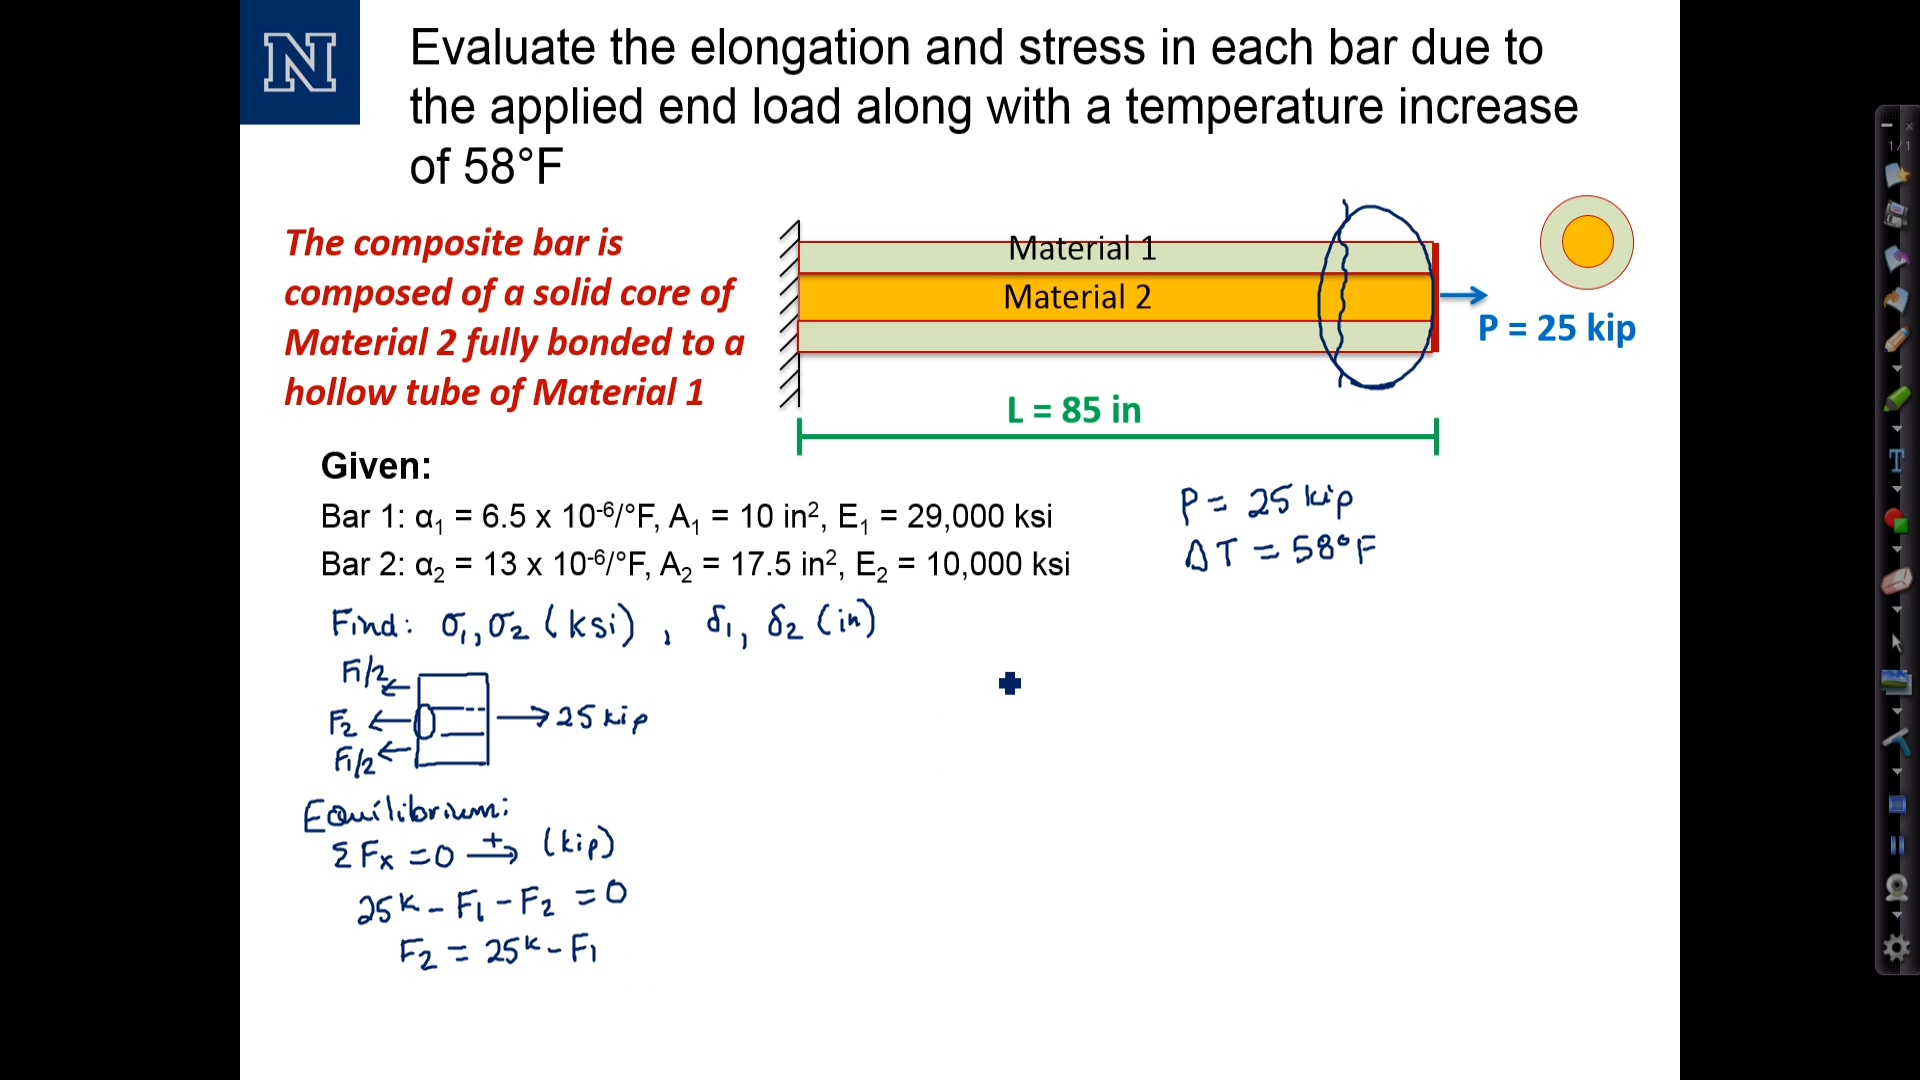 N
Evaluate the elongation and stress in each bar due to
the applied end load along with a temperature increase
of 58°F
The composite bar is
composed of a solid core of
Material 2 fully bonded to a
hollow tube of Material 1
Material 1
Material 2
P = 25 kip
L = 85 in
Given:
Bar 1: α₁ = 6.5 x 10⁻⁶/°F, A₁ = 10 in², E₁ = 29,000 ksi
Bar 2: α₂ = 13 x 10⁻⁶/°F, A₂ = 17.5 in², E₂ = 10,000 ksi
P = 25 kip
ΔT = 58°F
Find: σ₁, σ₂ (ksi), δ₁, δ₂ (in)
F₁/2
F₂
F₁/2
25 kip
Equilibrium:
ΣFx = 0 + → (kip)
25ᵏ - F₁ - F₂ = 0
F₂ = 25ᵏ - F₁
1/1
T